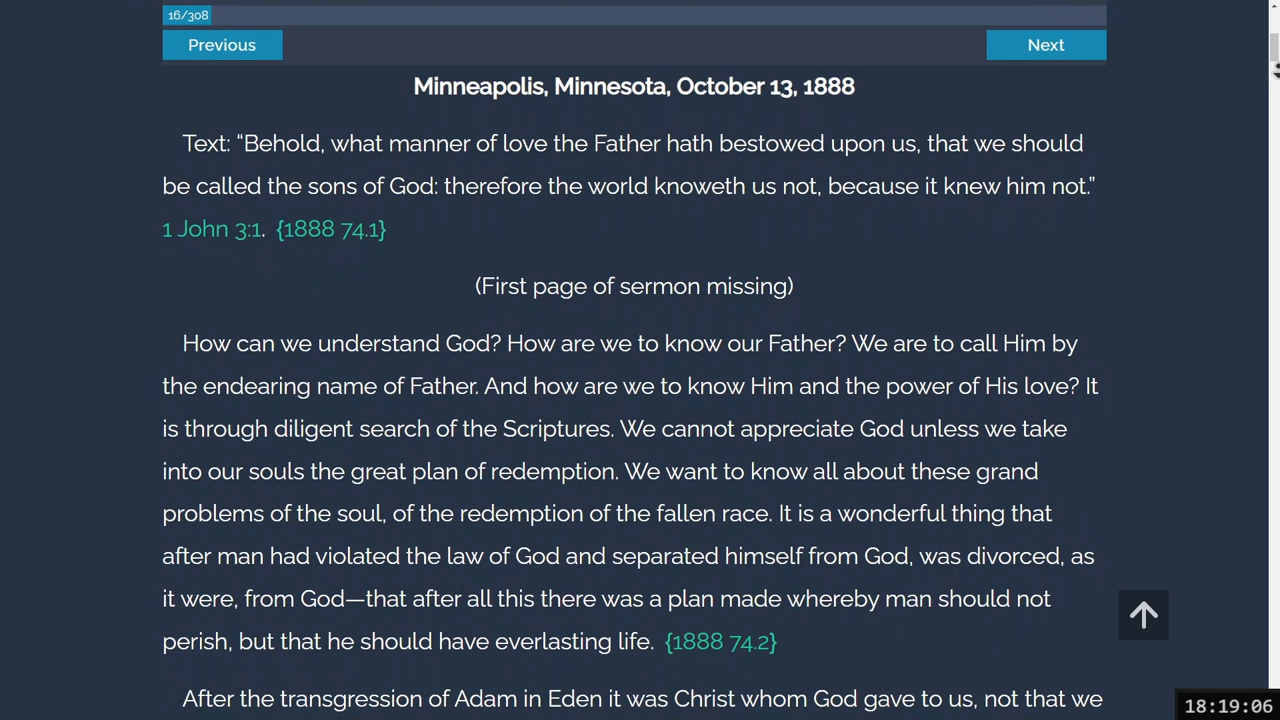 16/308
Previous
Next
Minneapolis, Minnesota, October 13, 1888
Text: “Behold, what manner of love the Father hath bestowed upon us, that we should
be called the sons of God: therefore the world knoweth us not, because it knew him not.”
1 John 3:1. {1888 74.1}
(First page of sermon missing)
How can we understand God? How are we to know our Father? We are to call Him by
the endearing name of Father. And how are we to know Him and the power of His love? It
is through diligent search of the Scriptures. We cannot appreciate God unless we take
into our souls the great plan of redemption. We want to know all about these grand
problems of the soul, of the redemption of the fallen race. It is a wonderful thing that
after man had violated the law of God and separated himself from God, was divorced, as
it were, from God—that after all this there was a plan made whereby man should not
perish, but that he should have everlasting life. {1888 74.2}
After the transgression of Adam in Eden it was Christ whom God gave to us, not that we
18:19:06